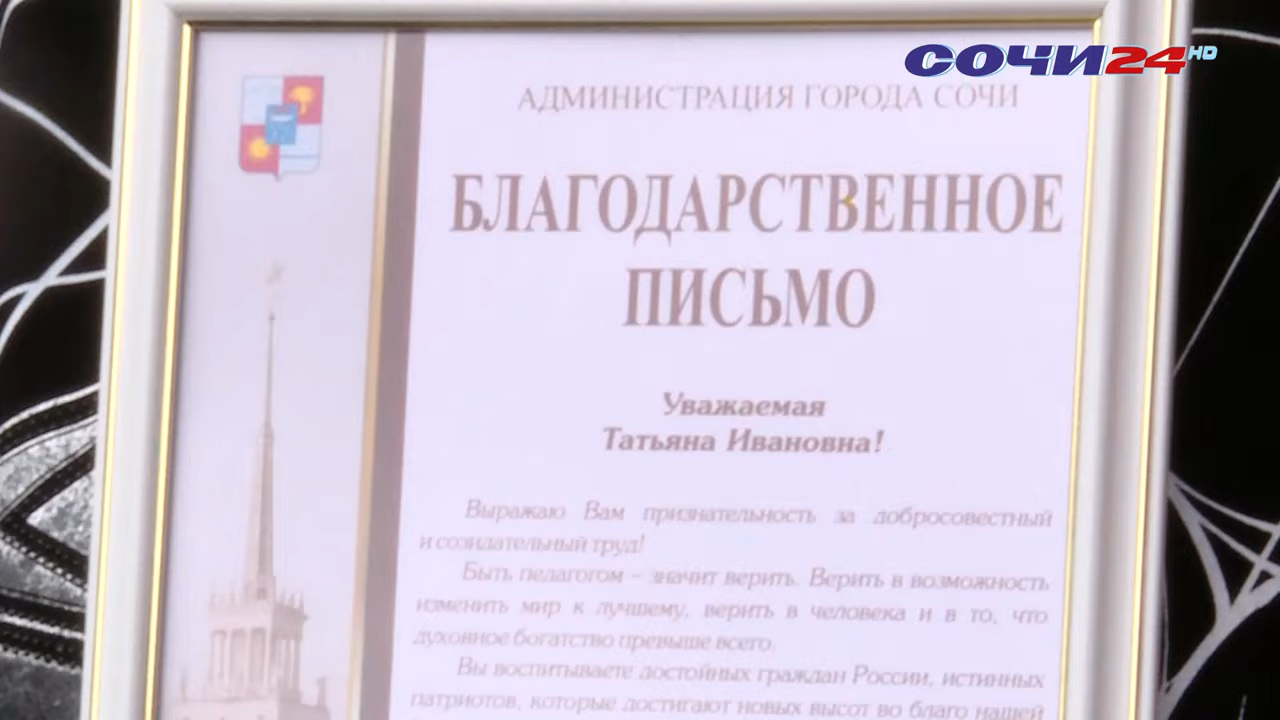 СОЧИ24HD
АДМИНИСТРАЦИЯ ГОРОДА СОЧИ
БЛАГОДАРСТВЕННОЕ
ПИСЬМО
Уважаемая
Татьяна Ивановна!
Выражаю Вам признательность за добросовестный
и созидательный труд!
Быть педагогом – значит верить. Верить в возможность
изменить мир к лучшему, верить в человека и в то, что
духовное богатство превыше всего.
Вы воспитываете достойных граждан России, истинных
патриотов, которые достигают новых высот во благо нашей